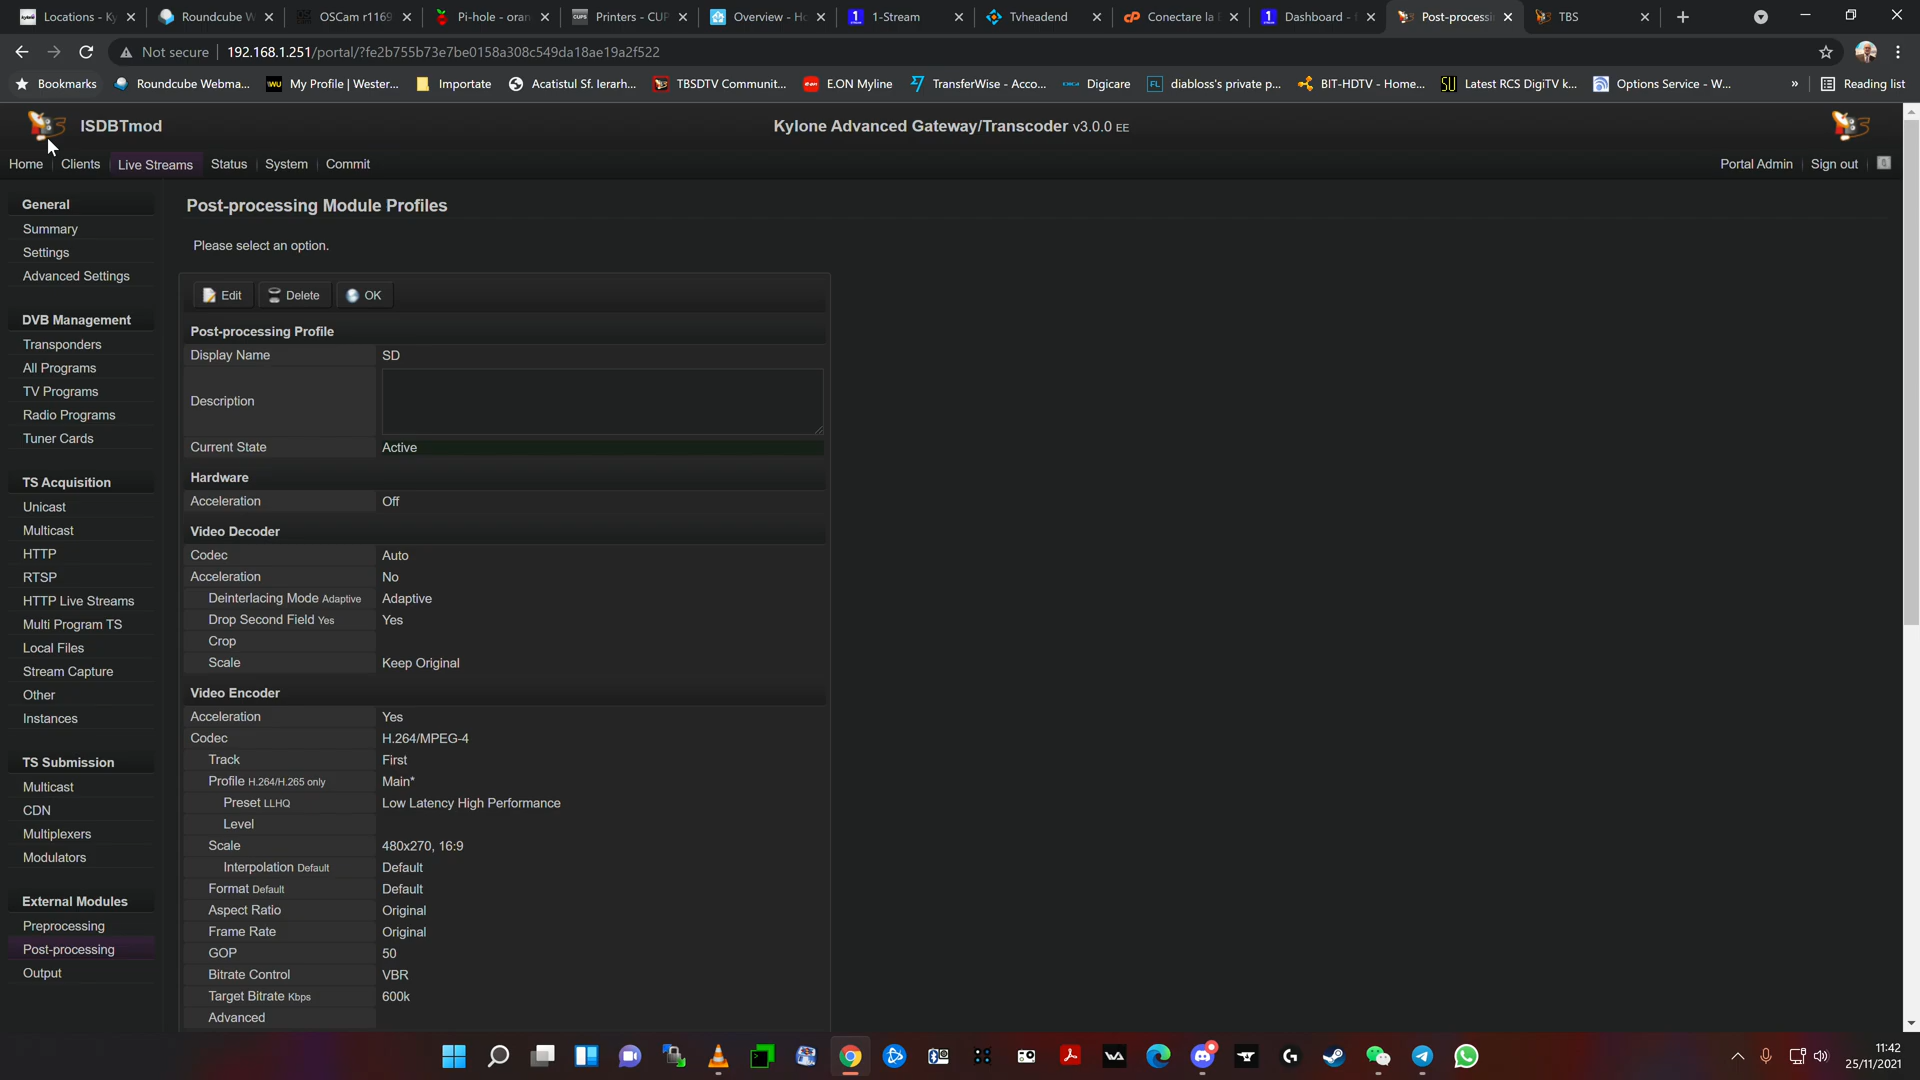 Locations - Ky
Roundcube W
OSCam r1169
Pi-hole - oran
CUPS Printers - CUP
Overview - Ho
1 1-Stream
Tvheadend
Conectare la
1 Dashboard -
Post-processi
TBS
Not secure 192.168.1.251/portal/?fe2b755b73e7be0158a308c549da18ae19a2f522
Bookmarks
Roundcube Webma...
WU My Profile | Wester...
Importate
Acatistul Sf. Ierarh...
TBSDTV Communit...
E.ON Myline
TransferWise - Acco...
Digicare
FL diabloss's private p...
BIT-HDTV - Home...
SU Latest RCS DigiTV k...
Options Service - W...
»
Reading list
ISDBTmod
Kylone Advanced Gateway/Transcoder v3.0.0 EE
Home
Clients
Live Streams
Status
System
Commit
Portal Admin
Sign out
General
Summary
Settings
Advanced Settings
DVB Management
Transponders
All Programs
TV Programs
Radio Programs
Tuner Cards
TS Acquisition
Unicast
Multicast
HTTP
RTSP
HTTP Live Streams
Multi Program TS
Local Files
Stream Capture
Other
Instances
TS Submission
Multicast
CDN
Multiplexers
Modulators
External Modules
Preprocessing
Post-processing
Output
Post-processing Module Profiles
Please select an option.
Edit
Delete
OK
Post-processing Profile
Display Name SD
Description
Current State Active
Hardware
Acceleration Off
Video Decoder
Codec Auto
Acceleration No
Deinterlacing Mode Adaptive Adaptive
Drop Second Field Yes Yes
Crop
Scale Keep Original
Video Encoder
Acceleration Yes
Codec H.264/MPEG-4
Track First
Profile H.264/H.265 only Main*
Preset LLHQ Low Latency High Performance
Level
Scale 480x270, 16:9
Interpolation Default Default
Format Default Default
Aspect Ratio Original
Frame Rate Original
GOP 50
Bitrate Control VBR
Target Bitrate Kbps 600k
Advanced
11:42
25/11/2021